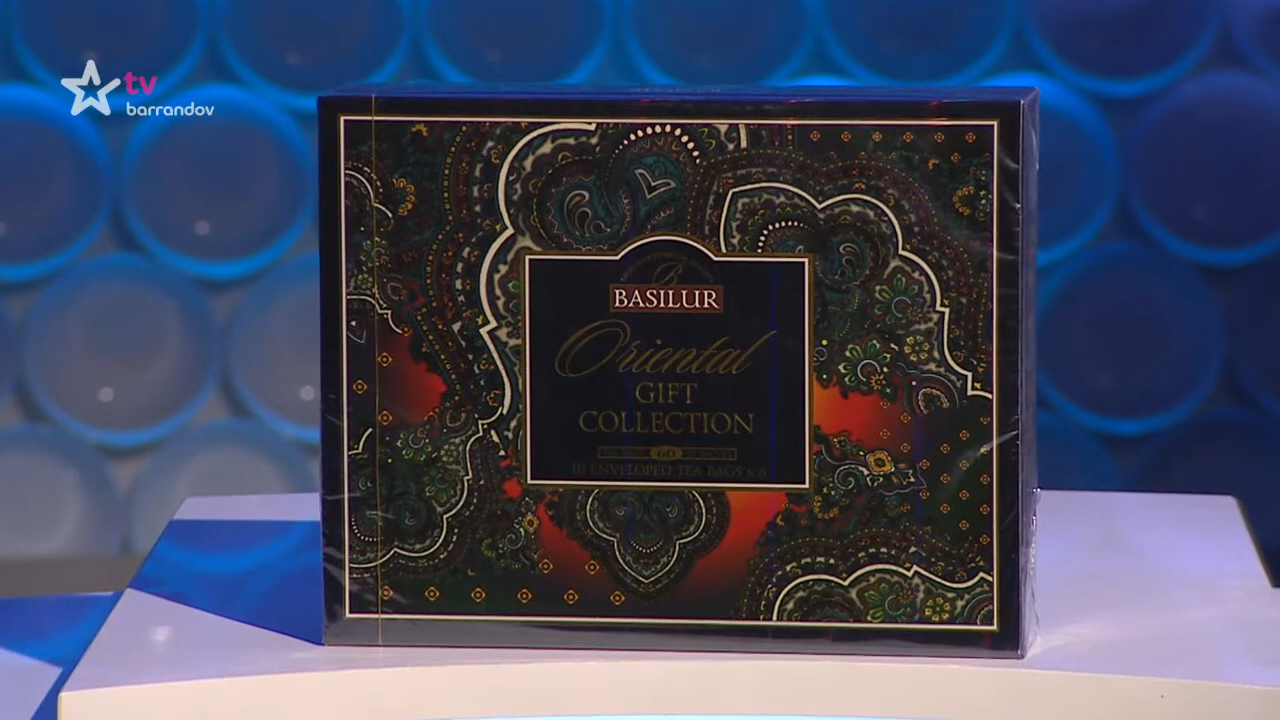 tv
barrandov
B
BASILUR
Oriental
GIFT
COLLECTION
60
10 ENVELOPED TEA BAGS x 6